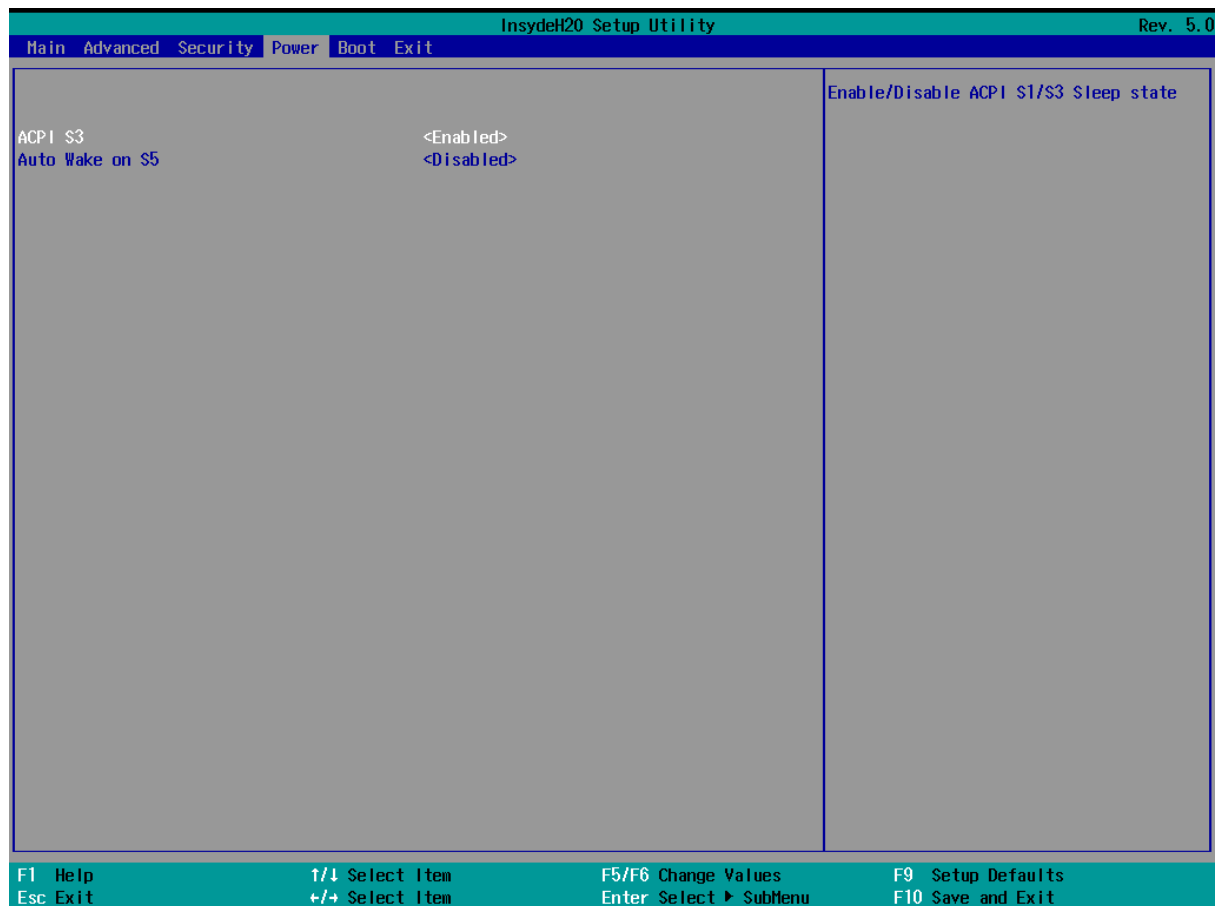 InsydeH20 Setup Utility Rev. 5.0
Main Advanced Security Power Boot Exit
Enable/Disable ACPI S1/S3 Sleep state
ACPI S3 <Enabled>
Auto Wake on S5 <Disabled>
F1 Help ↑/↓ Select Item F5/F6 Change Values F9 Setup Defaults
Esc Exit ←/→ Select Item Enter Select ▶ SubMenu F10 Save and Exit